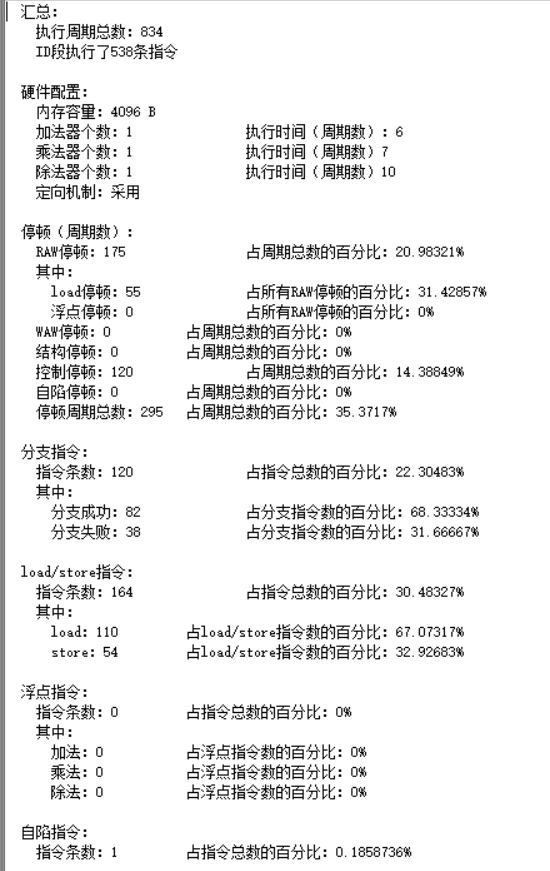 汇总：
执行周期总数：834
ID段执行了538条指令
硬件配置：
内存容量：4096 B
加法器个数：1 执行时间（周期数）：6
乘法器个数：1 执行时间（周期数）7
除法器个数：1 执行时间（周期数）10
定向机制：采用
停顿（周期数）：
RAW停顿：175 占周期总数的百分比：20.98321%
其中：
load停顿：55 占所有RAW停顿的百分比：31.42857%
浮点停顿：0 占所有RAW停顿的百分比：0%
WAW停顿：0 占周期总数的百分比：0%
结构停顿：0 占周期总数的百分比：0%
控制停顿：120 占周期总数的百分比：14.38849%
自陷停顿：0 占周期总数的百分比：0%
停顿周期总数：295 占周期总数的百分比：35.3717%
分支指令：
指令条数：120 占指令总数的百分比：22.30483%
其中：
分支成功：82 占分支指令数的百分比：68.33334%
分支失败：38 占分支指令数的百分比：31.66667%
load/store指令：
指令条数：164 占指令总数的百分比：30.48327%
其中：
load：110 占load/store指令数的百分比：67.07317%
store：54 占load/store指令数的百分比：32.92683%
浮点指令：
指令条数：0 占指令总数的百分比：0%
其中：
加法：0 占浮点指令数的百分比：0%
乘法：0 占浮点指令数的百分比：0%
除法：0 占浮点指令数的百分比：0%
自陷指令：
指令条数：1 占指令总数的百分比：0.1858736%